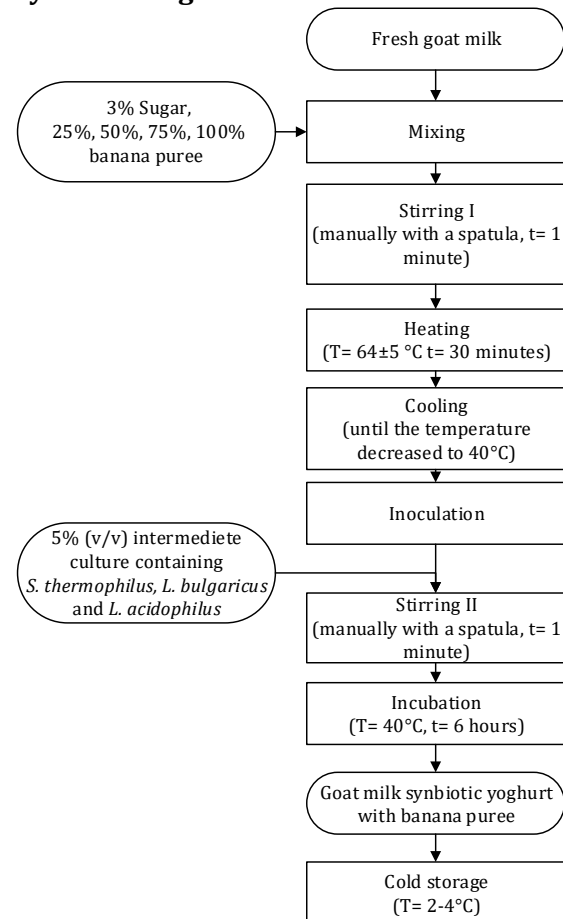 Fresh goat milk
3% Sugar,
25%, 50%, 75%, 100%
banana puree
Mixing
Stirring I
(manually with a spatula, t= 1
minute)
Heating
(T= 64±5 °C t= 30 minutes)
Cooling
(until the temperature
decreased to 40°C)
Inoculation
5% (v/v) intermediete
culture containing
S. thermophilus, L. bulgaricus
and L. acidophilus
Stirring II
(manually with a spatula, t= 1
minute)
Incubation
(T= 40°C, t= 6 hours)
Goat milk synbiotic yoghurt
with banana puree
Cold storage
(T= 2-4°C)